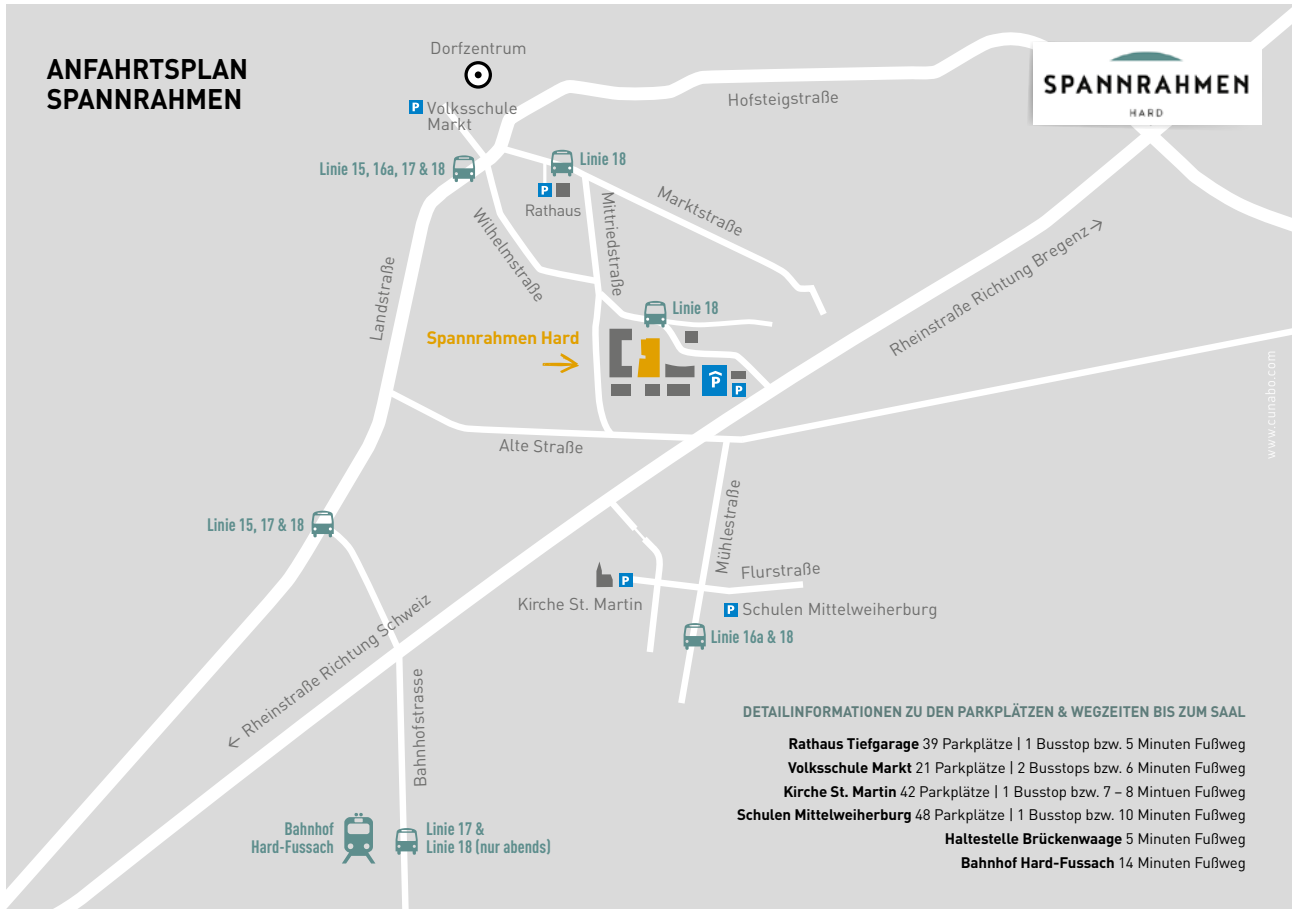 ANFAHRTSPLAN
SPANNRAHMEN
Dorfzentrum
P Volksschule
Markt
Hofsteigstraße
SPANNRAHMEN
HARD
Linie 15, 16a, 17 & 18
Linie 18
P
Rathaus
Marktstraße
Mittriedstraße
Wilhelmstraße
Landstraße
Rheinstraße Richtung Bregenz
Linie 18
Spannrahmen Hard
P
P
www.cunabo.com
Alte Straße
Linie 15, 17 & 18
Mühlestraße
Flurstraße
P
Kirche St. Martin
P Schulen Mittelweiherburg
Linie 16a & 18
Rheinstraße Richtung Schweiz
Bahnhofstrasse
Bahnhof
Hard-Fussach
Linie 17 &
Linie 18 (nur abends)
DETAILINFORMATIONEN ZU DEN PARKPLÄTZEN & WEGZEITEN BIS ZUM SAAL
Rathaus Tiefgarage 39 Parkplätze | 1 Busstop bzw. 5 Minuten Fußweg
Volksschule Markt 21 Parkplätze | 2 Busstops bzw. 6 Minuten Fußweg
Kirche St. Martin 42 Parkplätze | 1 Busstop bzw. 7 – 8 Mintuen Fußweg
Schulen Mittelweiherburg 48 Parkplätze | 1 Busstop bzw. 10 Minuten Fußweg
Haltestelle Brückenwaage 5 Minuten Fußweg
Bahnhof Hard-Fussach 14 Minuten Fußweg